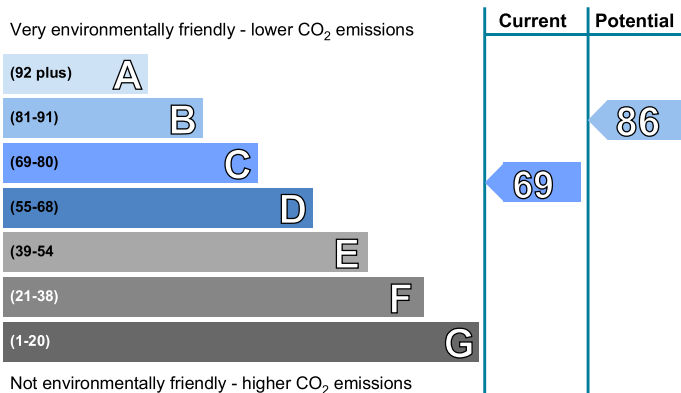 Current Potential
Very environmentally friendly - lower CO2 emissions
(92 plus) A
(81-91) B
86
(69-80) C
69
(55-68) D
(39-54 E
(21-38) F
(1-20) G
Not environmentally friendly - higher CO2 emissions